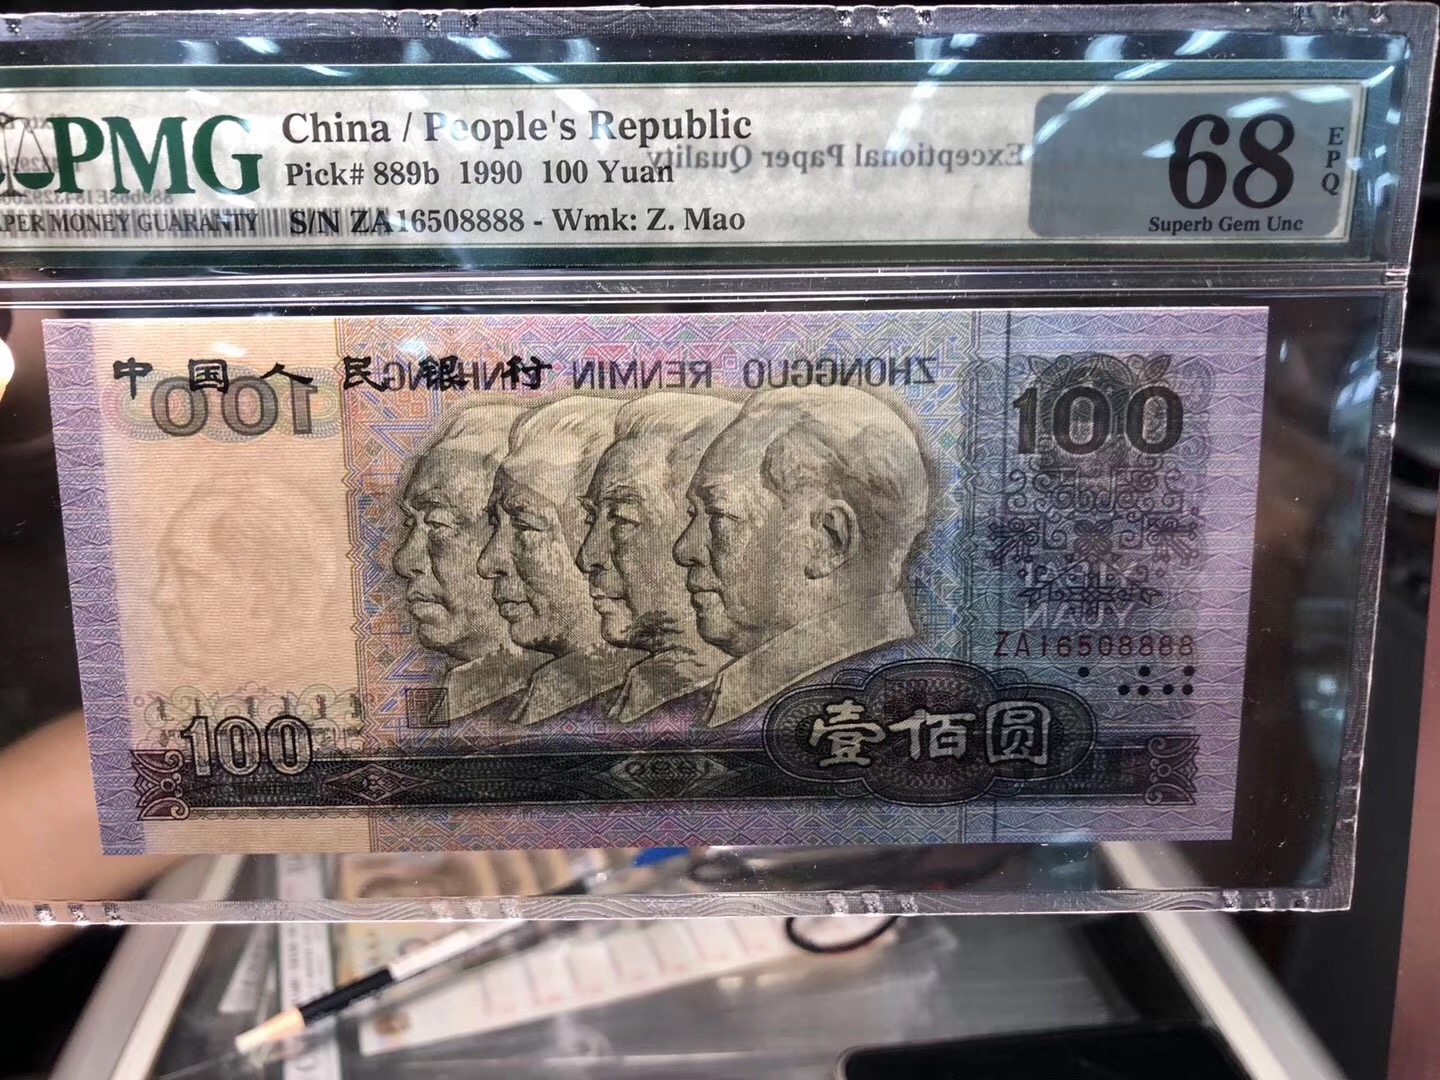 PMG
PAPER MONEY GUARANTY
China / People's Republic
Pick# 889b 1990 100 Yuan
S/N ZA16508888 - Wmk: Z. Mao
Exceptional Paper Quality
68
EPQ
Superb Gem Unc
中国人民银行
ZHONGGUO RENMIN YINHANG
100
100
YUAN
ZA16508888
100
1990
壹佰圆